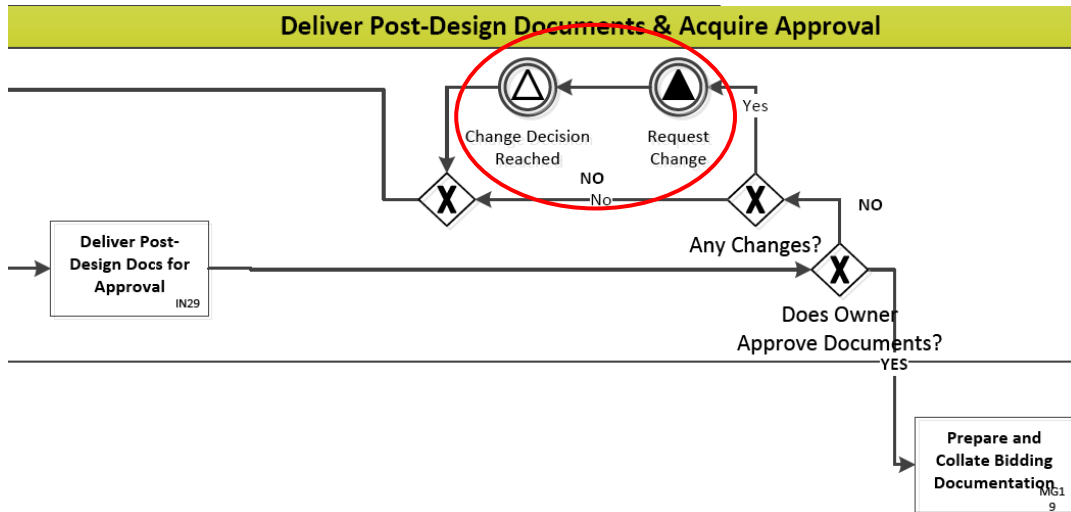 Deliver Post-Design Documents & Acquire Approval
Yes
Change Decision
Reached
Request
Change
NO
No
X
X
NO
Any Changes?
Deliver Post-
Design Docs for
Approval
IN29
X
Does Owner
Approve Documents?
YES
Prepare and
Collate Bidding
Documentation
MG1
9